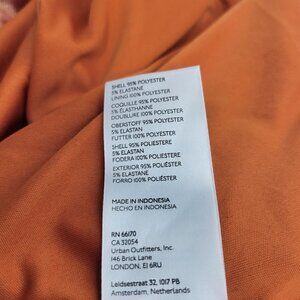 SHELL 95% POLYESTER
5% ELASTANE
LINING 100% POLYESTER
COQUILLE 95% POLYESTER
5% ÉLASTHANNE
DOUBLURE 100% POLYESTER
OBERSTOFF 95% POLYESTER
5% ELASTAN
FUTTER 100% POLYESTER
SHELL 95% POLIESTERE
5% ELASTAN
FODERA 100% POLIESTERE
EXTERIOR 95% POLIÉSTER
5% ELASTANE
FORRO 100% POLIÉSTER
MADE IN INDONESIA
HECHO EN INDONESIA
RN 66170
CA 32054
Urban Outfitters, Inc.
146 Brick Lane
LONDON, E1 6RU
Leidsestraat 32, 1017 PB
Amsterdam, Netherlands